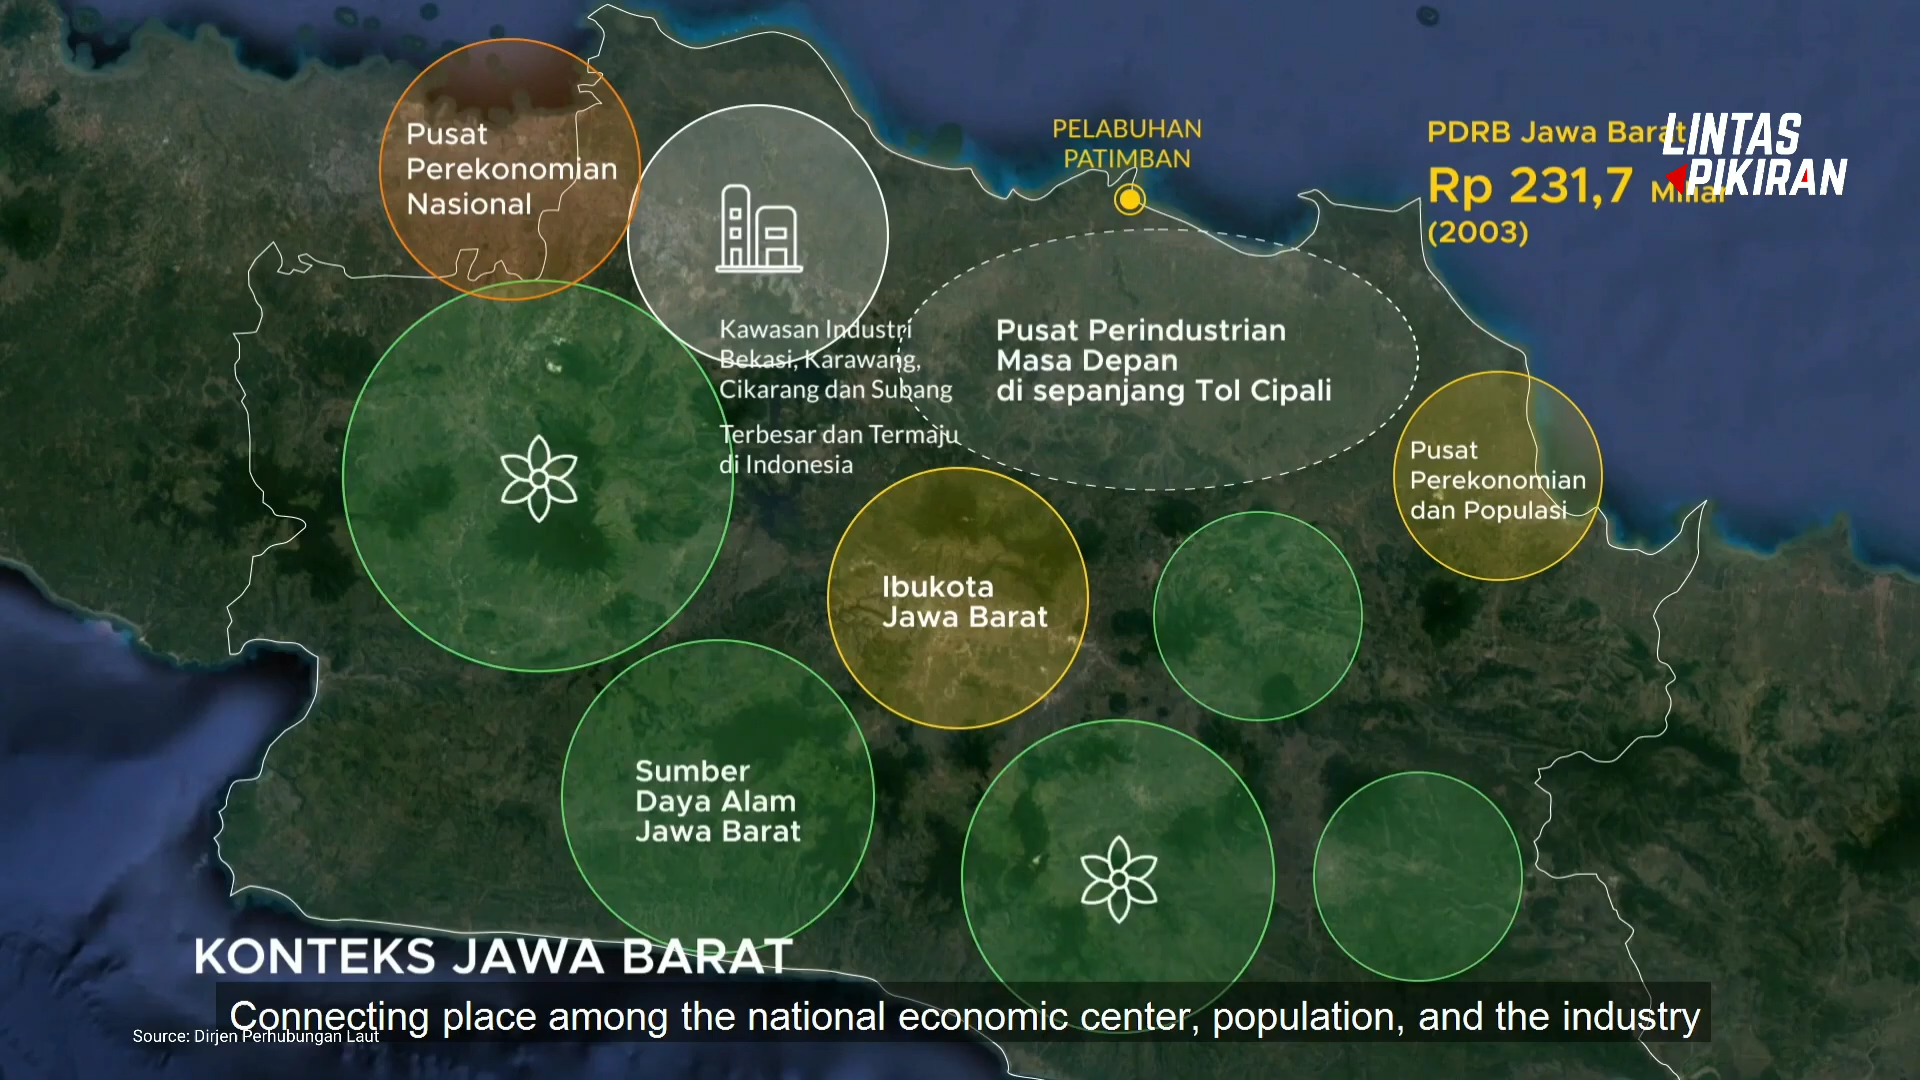 Pusat
Perekonomian
Nasional
PELABUHAN
PATIMBAN
PDRB Jawa Barat
Rp 231,7 Miliar
(2003)
LINTAS
PIKIRAN
Kawasan Industri
Bekasi, Karawang,
Cikarang dan Subang
Terbesar dan Termaju
di Indonesia
Pusat Perindustrian
Masa Depan
di sepanjang Tol Cipali
Pusat
Perekonomian
dan Populasi
Ibukota
Jawa Barat
Sumber
Daya Alam
Jawa Barat
KONTEKS JAWA BARAT
Connecting place among the national economic center, population, and the industry
Source: Dirjen Perhubungan Laut